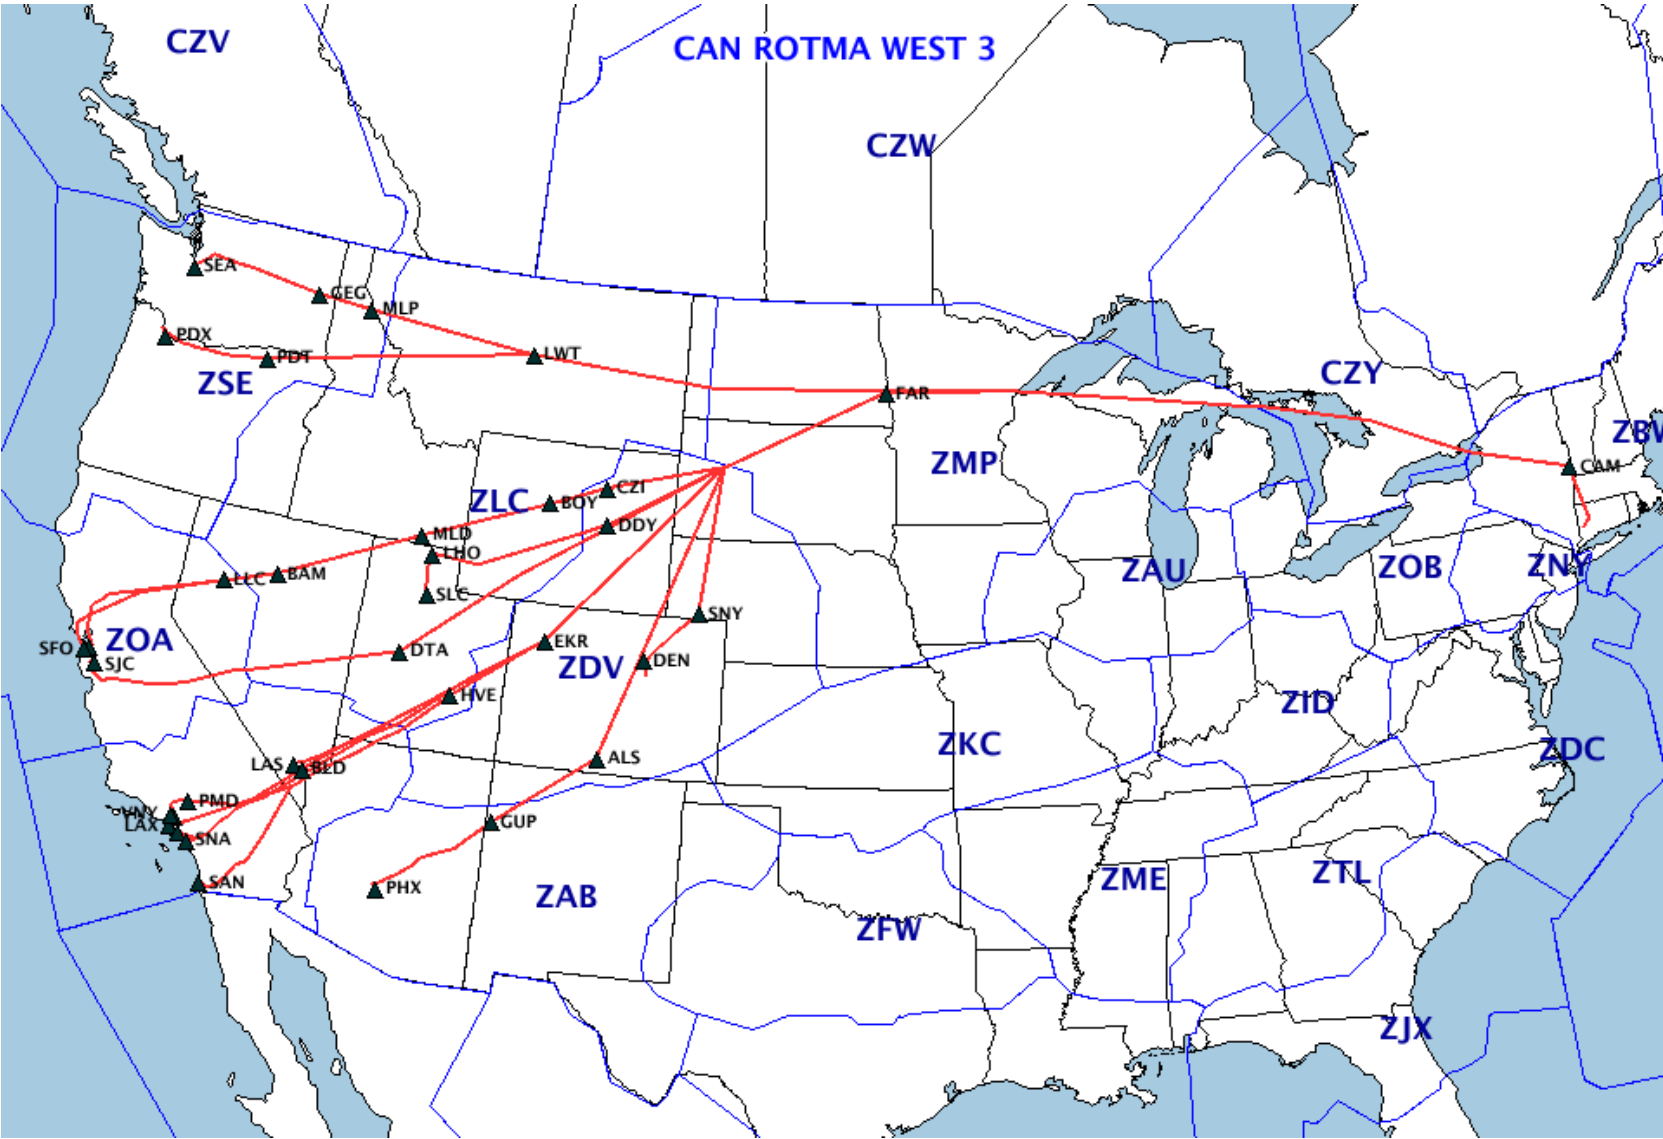 CZV
CAN ROTMA WEST 3
CZW
SEA
GEG
MLP
PDX
PDT
LWT
ZSE
CZY
FAR
ZBW
ZMP
CAM
ZLC
CZI
BOY
DDY
MLD
LHO
LLC
BAM
SLC
ZAU
ZOB
ZNY
SNY
SFO
ZOA
SJC
DTA
EKR
ZDV
DEN
HVE
ZID
ZKC
ZDC
LAS
BLD
ALS
PMD
VNY
LAX
GUP
SNA
SAN
PHX
ZAB
ZME
ZTL
ZFW
ZJX